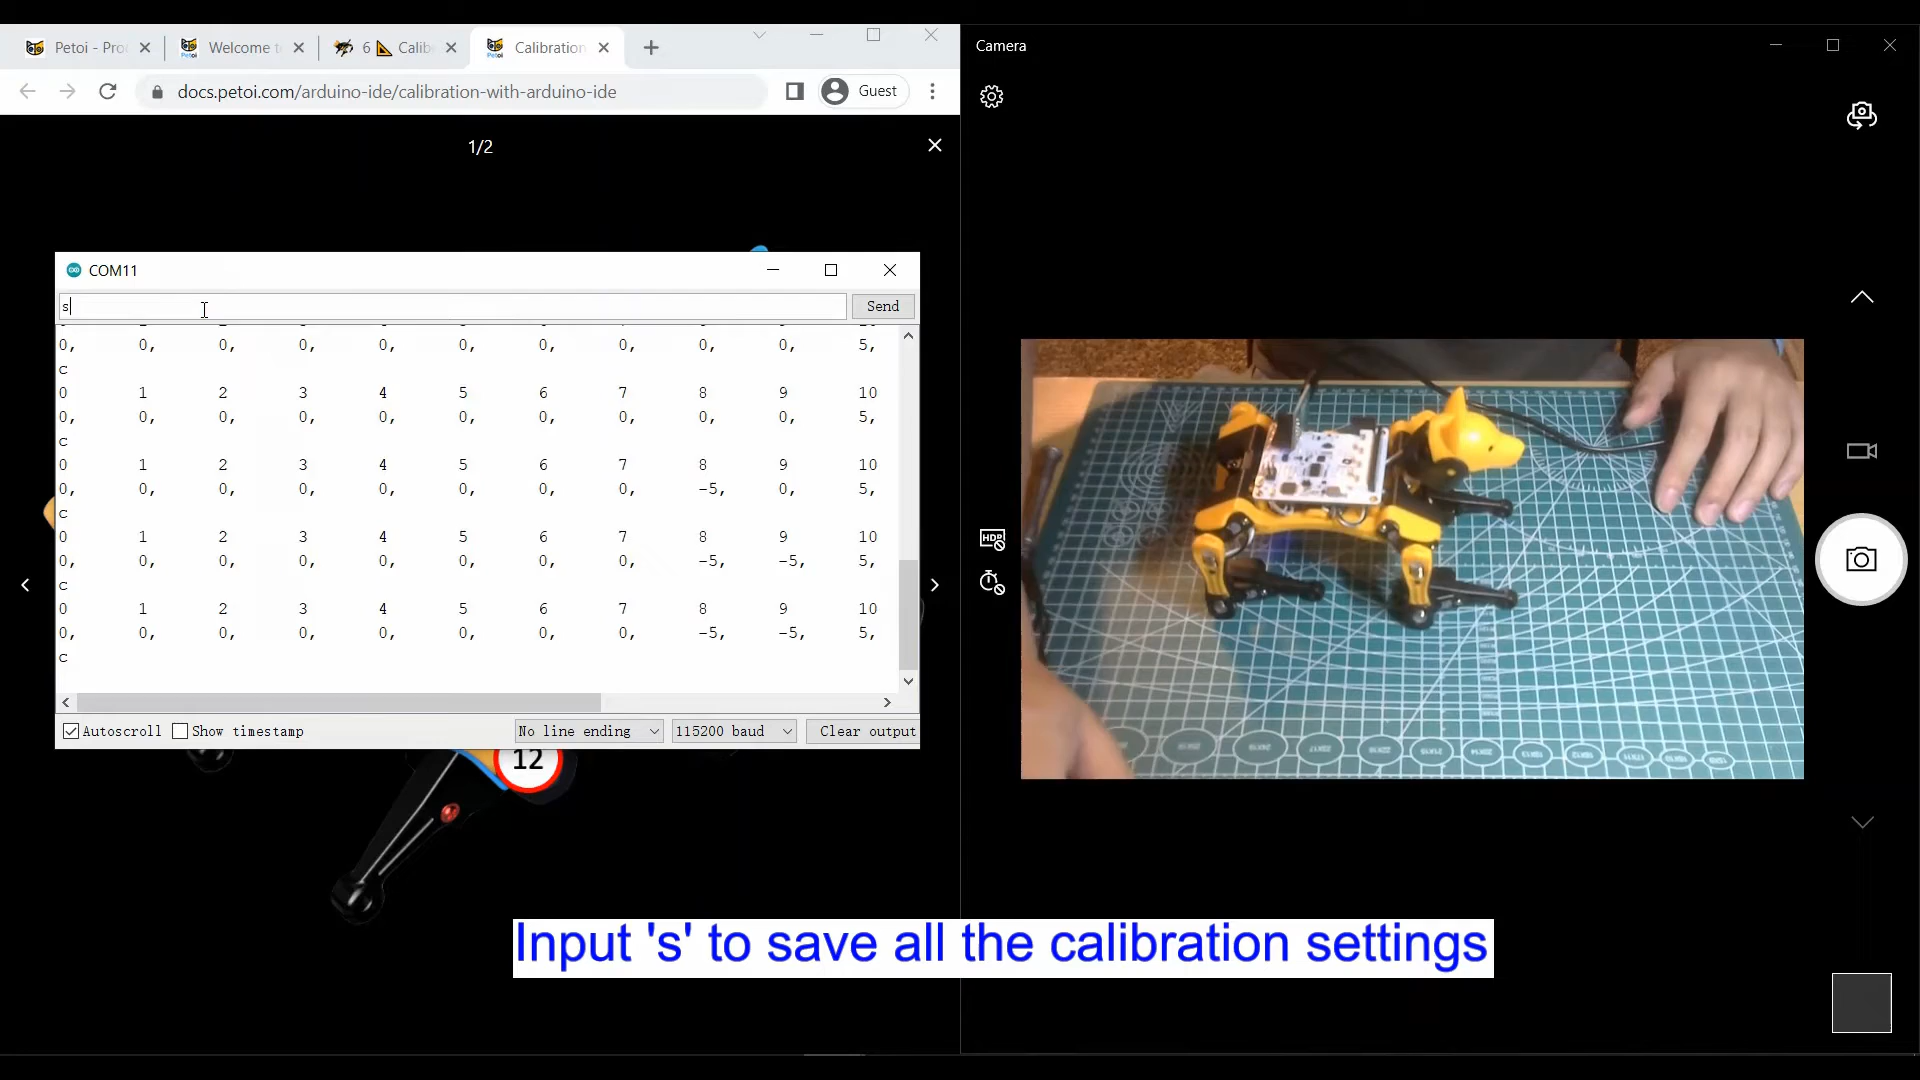 Petoi - Pro
Welcome t
6 Calib
Calibration
docs.petoi.com/arduino-ide/calibration-with-arduino-ide
Guest
1/2
COM11
s
Send
0, 0, 0, 0, 0, 0, 0, 0, 0, 0, 5,
c
0 1 2 3 4 5 6 7 8 9 10
0, 0, 0, 0, 0, 0, 0, 0, 0, 0, 5,
c
0 1 2 3 4 5 6 7 8 9 10
0, 0, 0, 0, 0, 0, 0, 0, -5, 0, 5,
c
0 1 2 3 4 5 6 7 8 9 10
0, 0, 0, 0, 0, 0, 0, 0, -5, -5, 5,
c
0 1 2 3 4 5 6 7 8 9 10
0, 0, 0, 0, 0, 0, 0, 0, -5, -5, 5,
c
Autoscroll
Show timestamp
No line ending
115200 baud
Clear output
12
Camera
HDR
Input 's' to save all the calibration settings